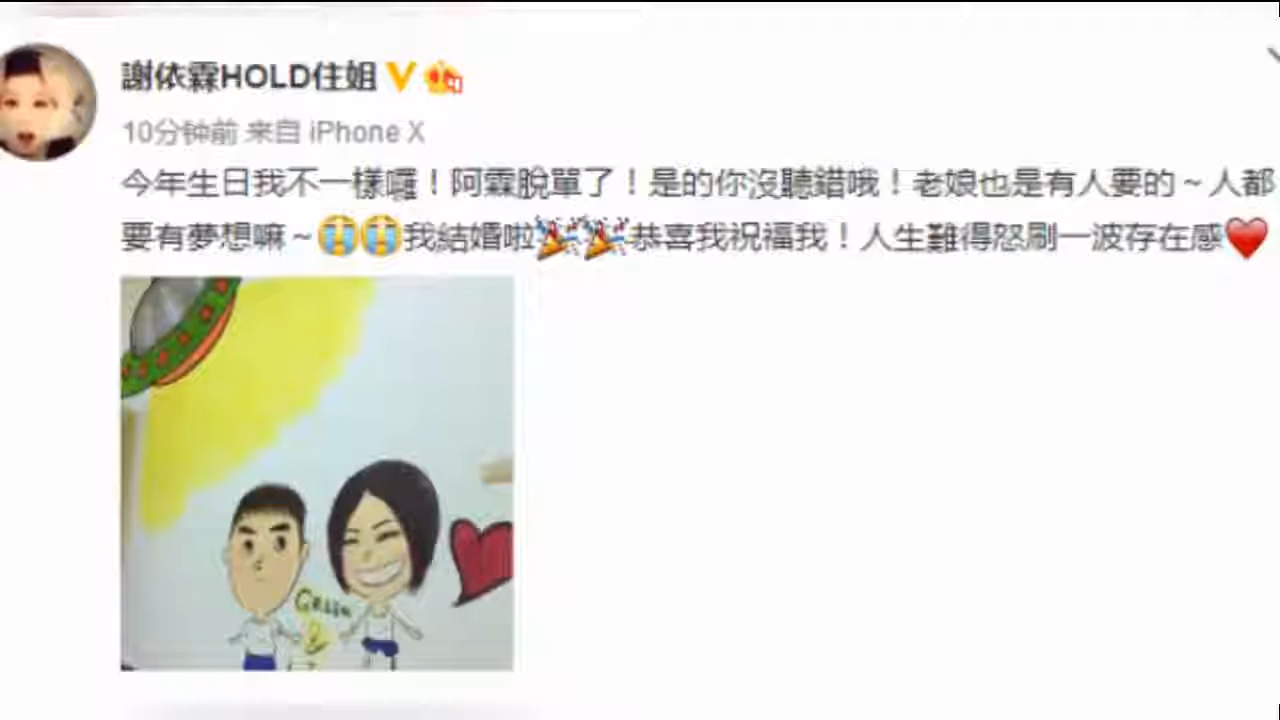 謝依霖HOLD住姐
10分钟前 来自 iPhone X
今年生日我不一樣囉！阿霖脫單了！是的你沒聽錯哦！老娘也是有人要的～人都
要有夢想嘛～😭😭我結婚啦🎉🎉恭喜我祝福我！人生難得怒刷一波存在感❤️
&